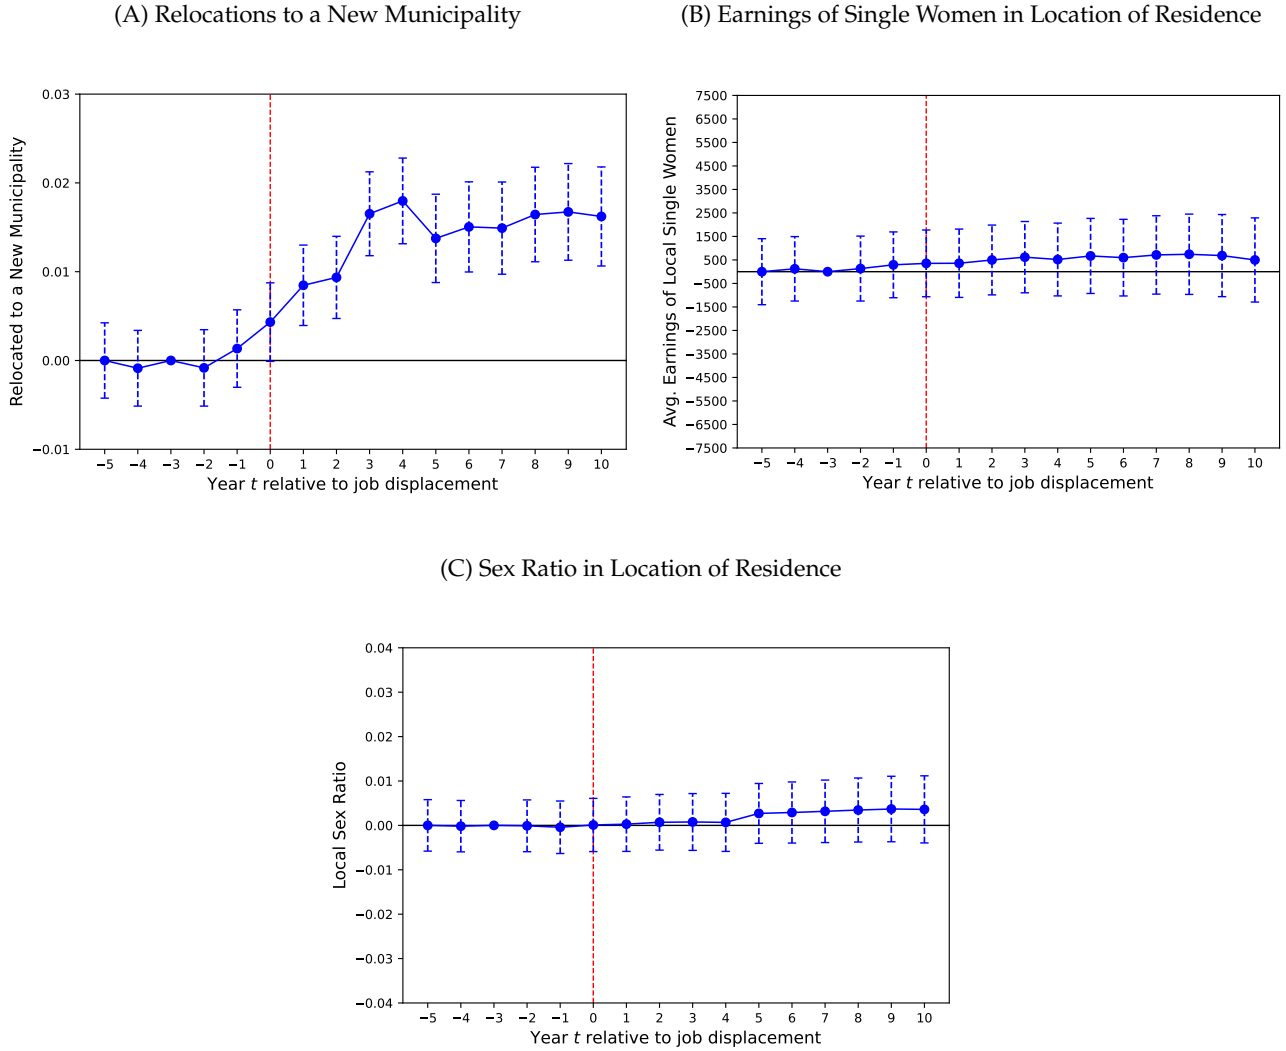 (A) Relocations to a New Municipality
Relocated to a New Municipality
0.03
0.02
0.01
0.00
−0.01
−5 −4 −3 −2 −1 0 1 2 3 4 5 6 7 8 9 10
Year t relative to job displacement
(B) Earnings of Single Women in Location of Residence
Avg. Earnings of Local Single Women
7500
6500
5500
4500
3500
2500
1500
500
−500
−1500
−2500
−3500
−4500
−5500
−6500
−7500
−5 −4 −3 −2 −1 0 1 2 3 4 5 6 7 8 9 10
Year t relative to job displacement
(C) Sex Ratio in Location of Residence
Local Sex Ratio
0.04
0.03
0.02
0.01
0.00
−0.01
−0.02
−0.03
−0.04
−5 −4 −3 −2 −1 0 1 2 3 4 5 6 7 8 9 10
Year t relative to job displacement